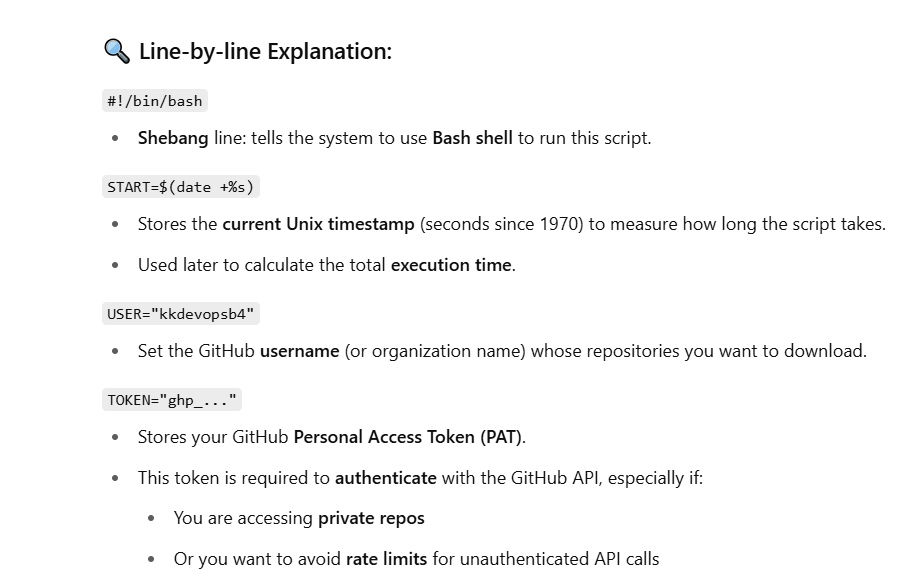 Line-by-line Explanation:
#!/bin/bash
Shebang line: tells the system to use Bash shell to run this script.
START=$(date +%s)
Stores the current Unix timestamp (seconds since 1970) to measure how long the script takes.
Used later to calculate the total execution time.
USER="kkdevopsb4"
Set the GitHub username (or organization name) whose repositories you want to download.
TOKEN="ghp_..."
Stores your GitHub Personal Access Token (PAT).
This token is required to authenticate with the GitHub API, especially if:
You are accessing private repos
Or you want to avoid rate limits for unauthenticated API calls